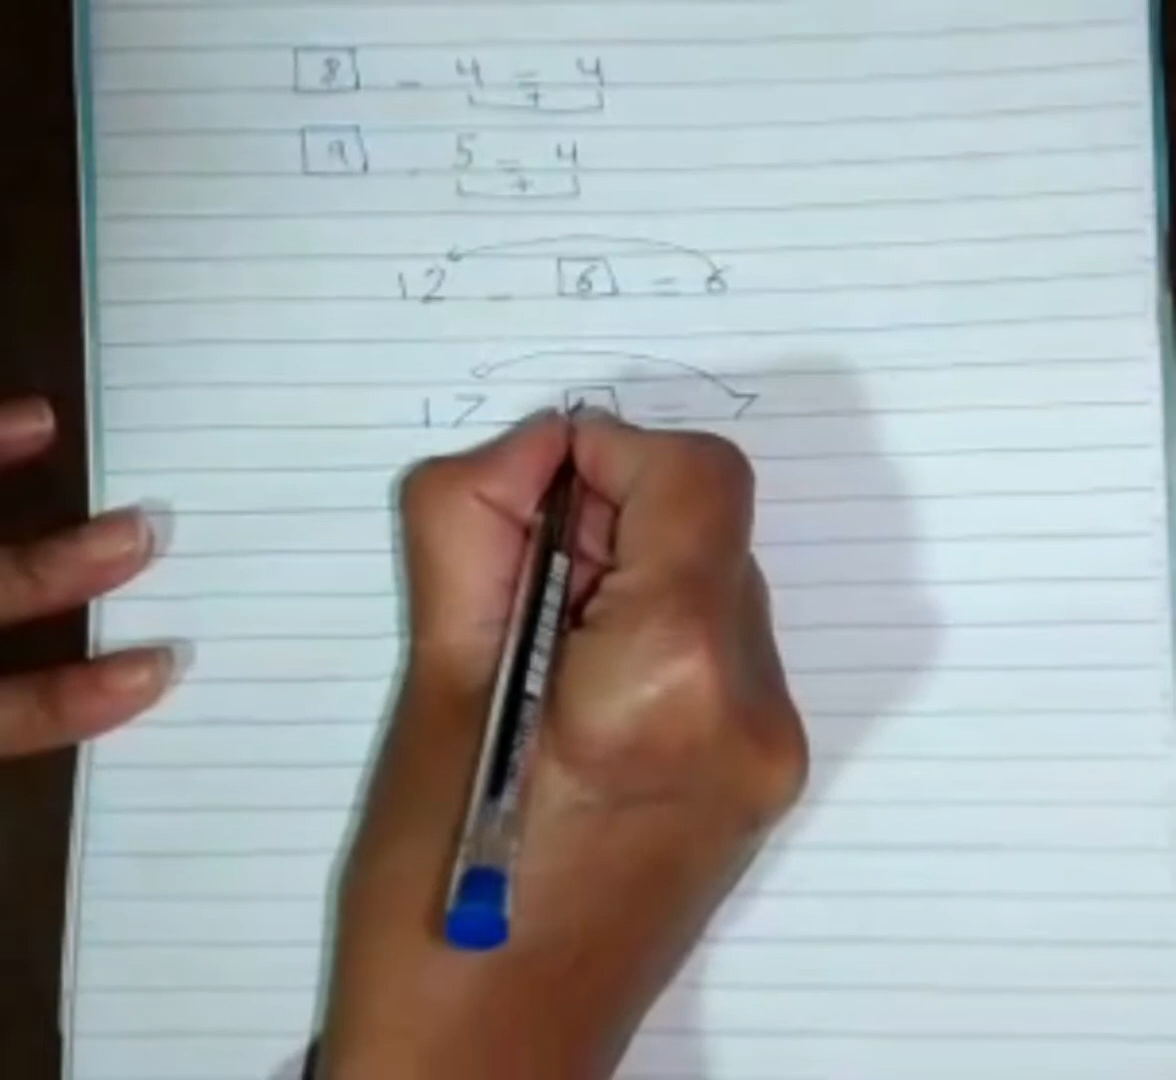 8 - 4 = 4
+
9 - 5 = 4
+
12 - 6 = 6
17 = 7